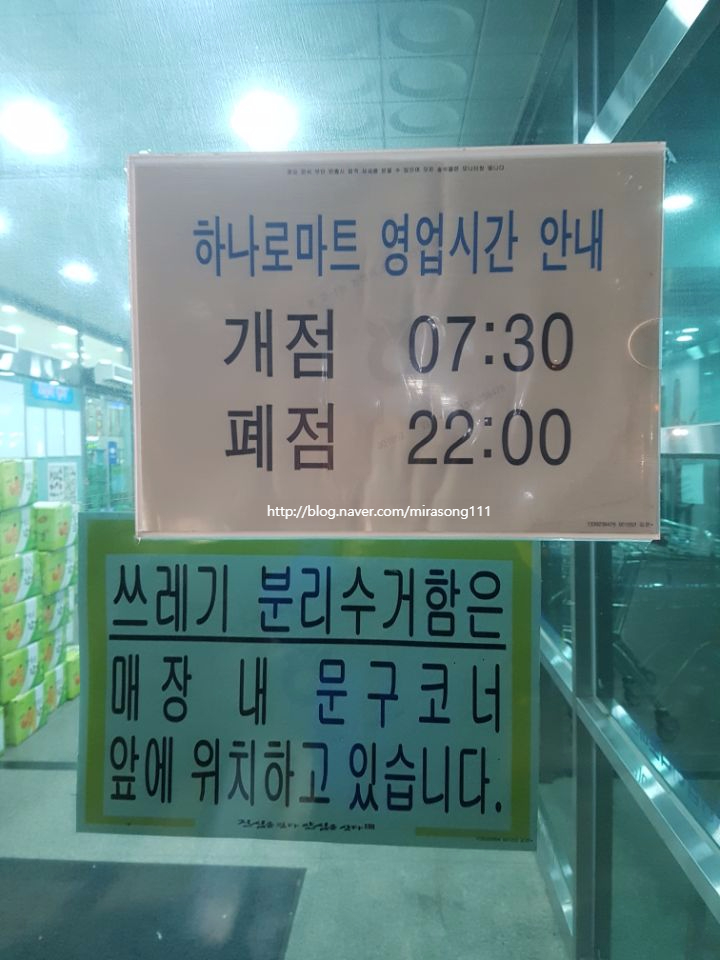 하나로마트 영업시간 안내
개점 07:30
폐점 22:00
http://blog.naver.com/mirasong111
쓰레기 분리수거함은
매장 내 문구코너
앞에 위치하고 있습니다.